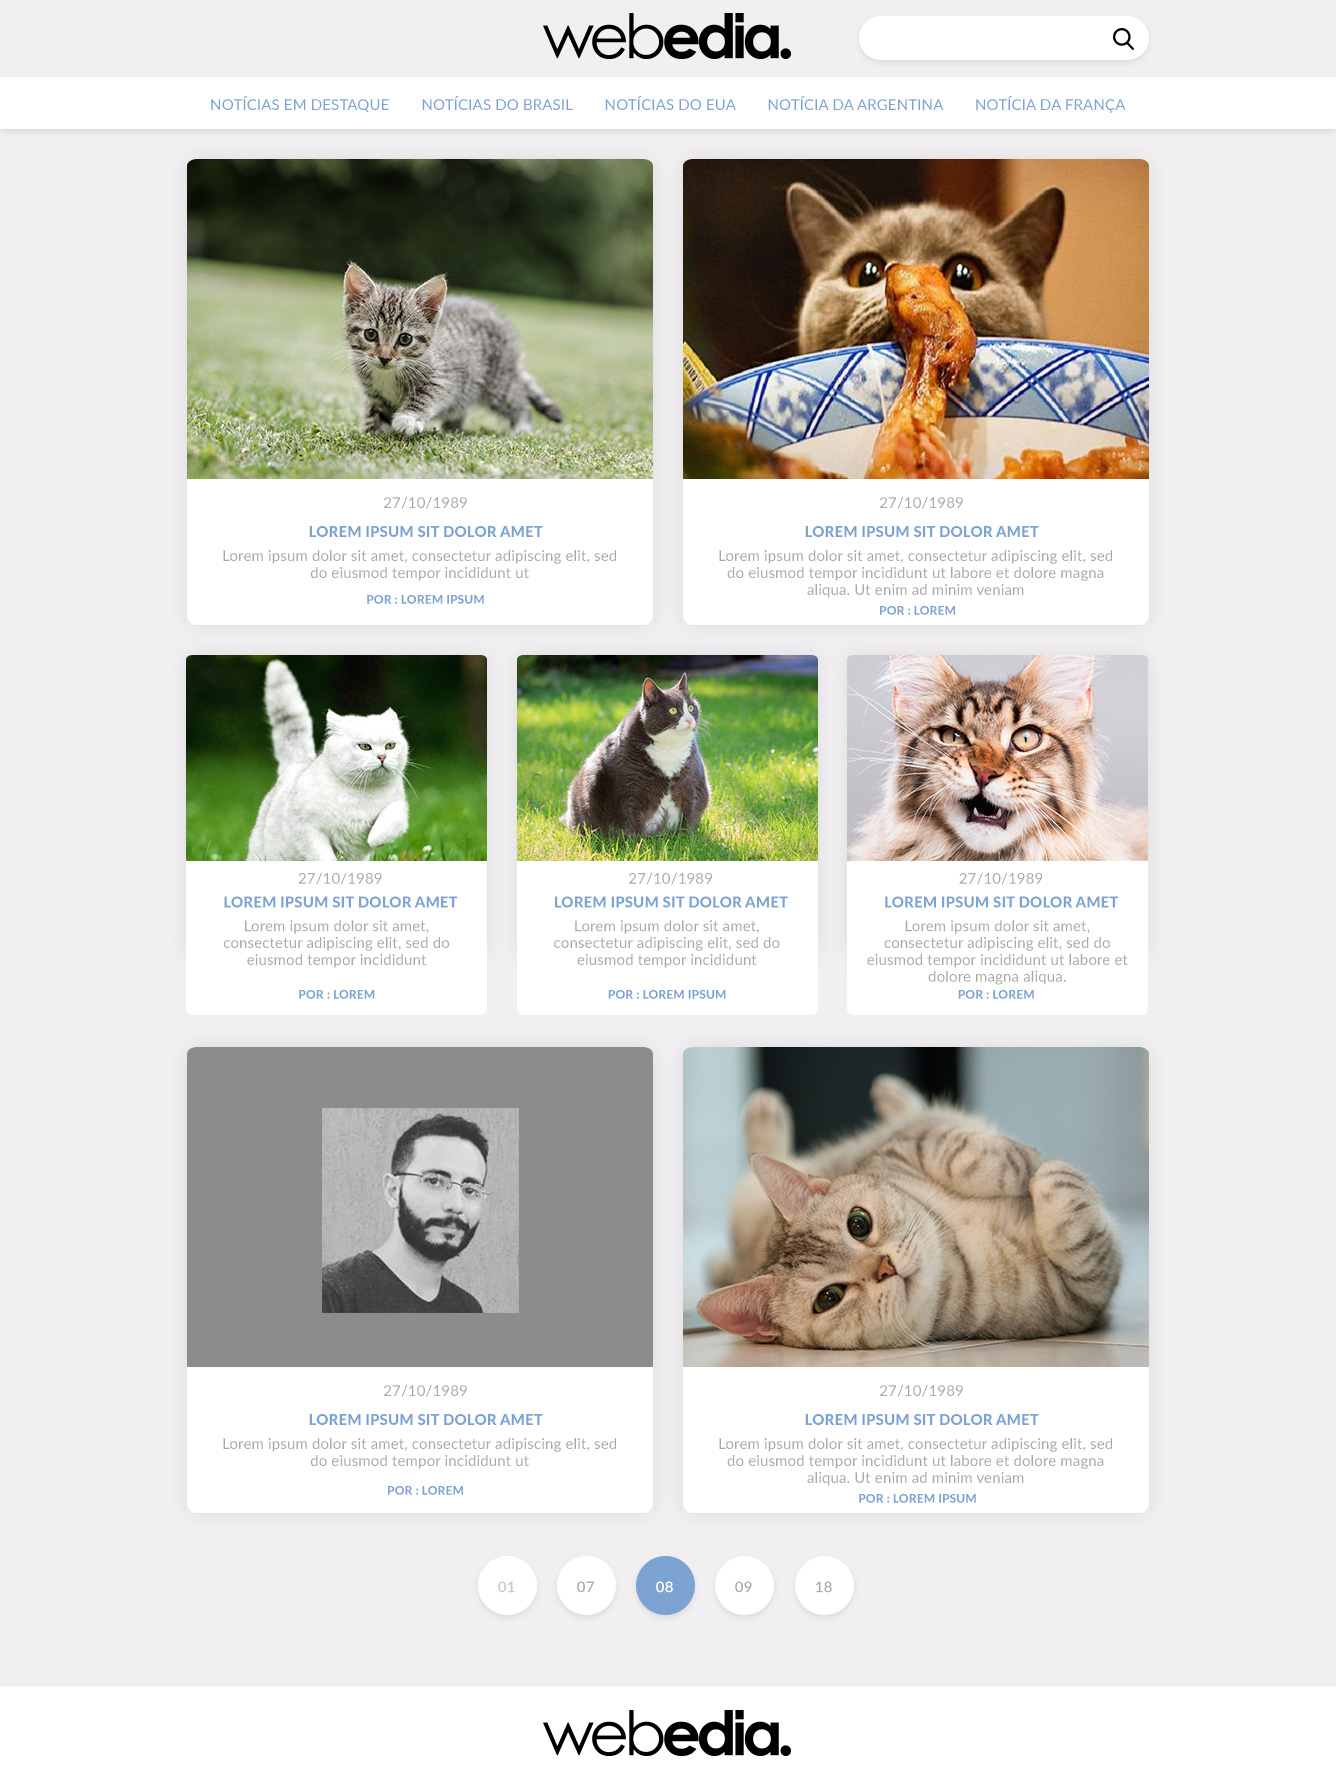 webedia.
NOTÍCIAS EM DESTAQUE NOTÍCIAS DO BRASIL NOTÍCIAS DO EUA NOTÍCIA DA ARGENTINA NOTÍCIA DA FRANÇA
27/10/1989
LOREM IPSUM SIT DOLOR AMET
Lorem ipsum dolor sit amet, consectetur adipiscing elit, sed
do eiusmod tempor incididunt ut
POR : LOREM IPSUM
27/10/1989
LOREM IPSUM SIT DOLOR AMET
Lorem ipsum dolor sit amet, consectetur adipiscing elit, sed
do eiusmod tempor incididunt ut labore et dolore magna
aliqua. Ut enim ad minim veniam
POR : LOREM
27/10/1989
LOREM IPSUM SIT DOLOR AMET
Lorem ipsum dolor sit amet,
consectetur adipiscing elit, sed do
eiusmod tempor incididunt
POR : LOREM
27/10/1989
LOREM IPSUM SIT DOLOR AMET
Lorem ipsum dolor sit amet,
consectetur adipiscing elit, sed do
eiusmod tempor incididunt
POR : LOREM IPSUM
27/10/1989
LOREM IPSUM SIT DOLOR AMET
Lorem ipsum dolor sit amet,
consectetur adipiscing elit, sed do
eiusmod tempor incididunt ut labore et
dolore magna aliqua.
POR : LOREM
27/10/1989
LOREM IPSUM SIT DOLOR AMET
Lorem ipsum dolor sit amet, consectetur adipiscing elit, sed
do eiusmod tempor incididunt ut
POR : LOREM
27/10/1989
LOREM IPSUM SIT DOLOR AMET
Lorem ipsum dolor sit amet, consectetur adipiscing elit, sed
do eiusmod tempor incididunt ut labore et dolore magna
aliqua. Ut enim ad minim veniam
POR : LOREM IPSUM
01 07 08 09 18
webedia.